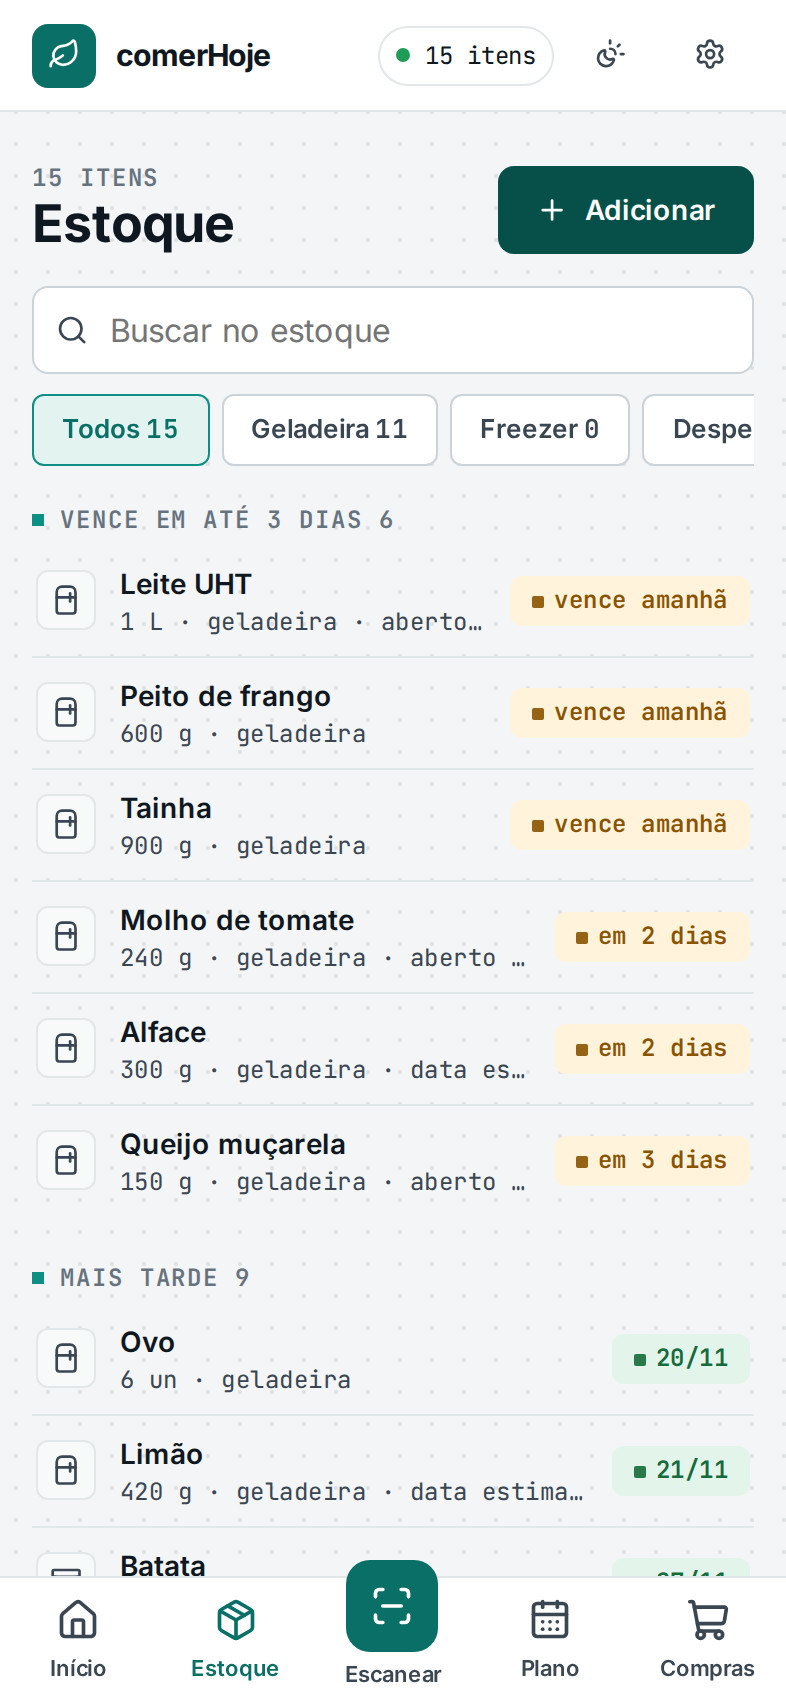 comerHoje
15 itens
15 ITENS
Estoque
Adicionar
Buscar no estoque
Todos 15
Geladeira 11
Freezer 0
Despe
VENCE EM ATÉ 3 DIAS 6
Leite UHT
1 L · geladeira · aberto…
vence amanhã
Peito de frango
600 g · geladeira
vence amanhã
Tainha
900 g · geladeira
vence amanhã
Molho de tomate
240 g · geladeira · aberto …
em 2 dias
Alface
300 g · geladeira · data es…
em 2 dias
Queijo muçarela
150 g · geladeira · aberto …
em 3 dias
MAIS TARDE 9
Ovo
6 un · geladeira
20/11
Limão
420 g · geladeira · data estima…
21/11
Batata
Início
Estoque
Escanear
Plano
Compras